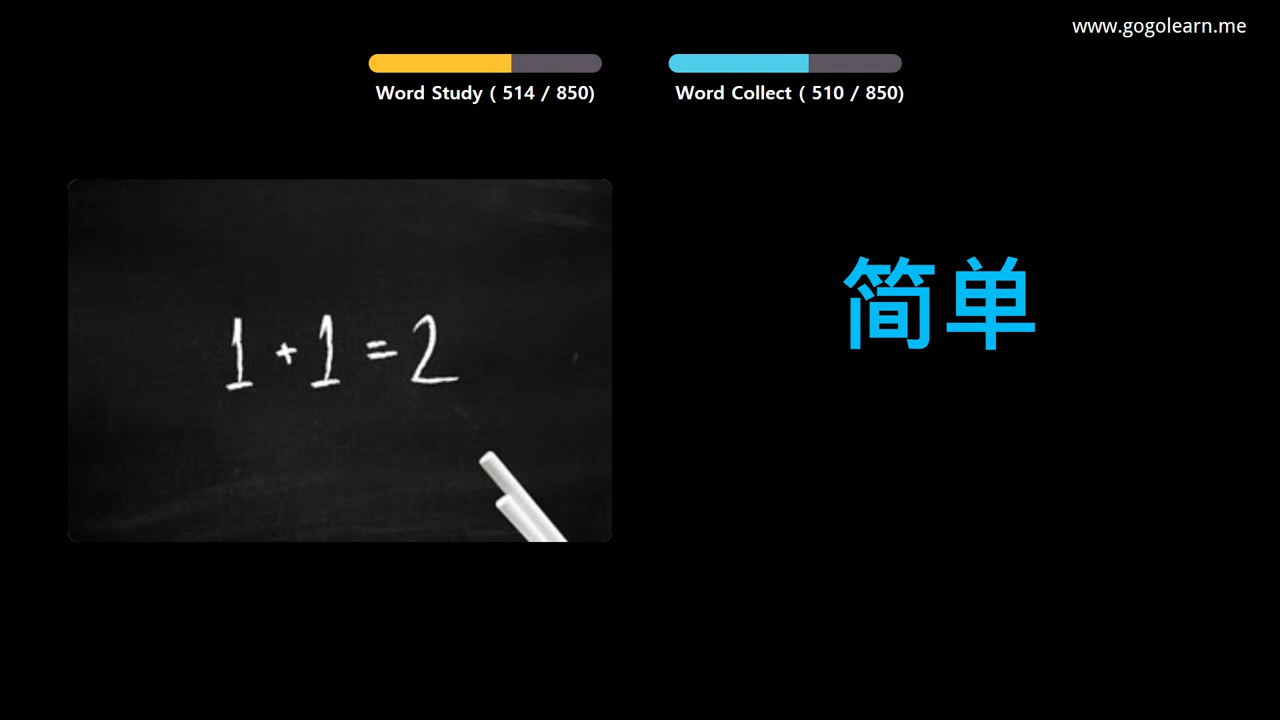 www.gogolearn.me
Word Study ( 514 / 850)
Word Collect ( 510 / 850)
1 + 1 = 2
简单